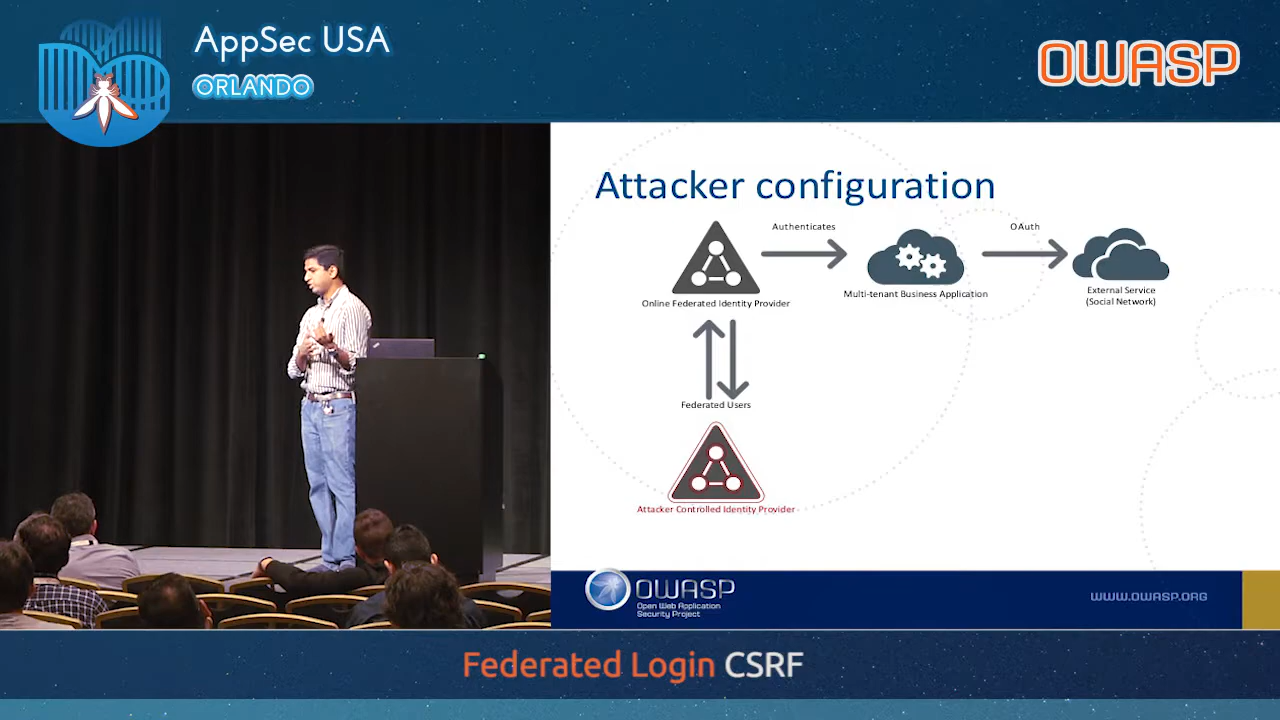 AppSec USA
ORLANDO
OWASP
Attacker configuration
Authenticates
OAuth
Online Federated Identity Provider
Multi-tenant Business Application
External Service
(Social Network)
Federated Users
Attacker Controlled Identity Provider
OWASP
Open Web Application
Security Project
WWW.OWASP.ORG
Federated Login CSRF